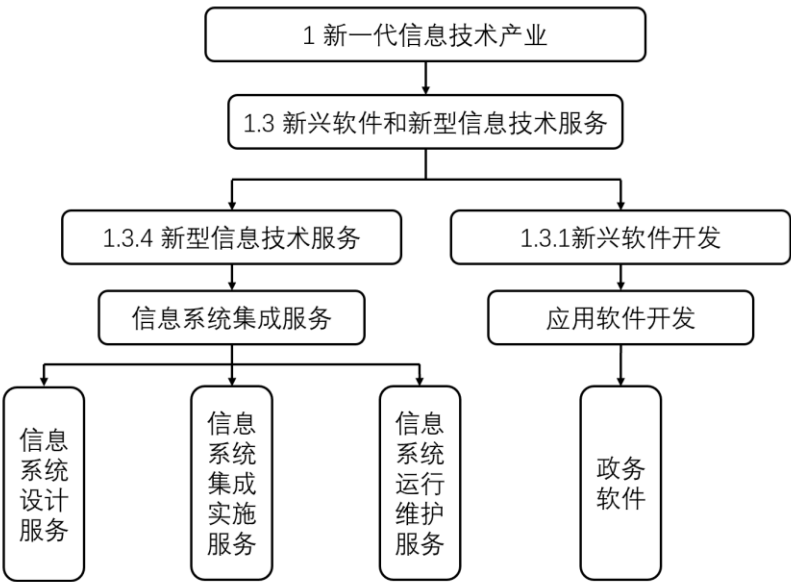 1 新一代信息技术产业
1.3 新兴软件和新型信息技术服务
1.3.4 新型信息技术服务
1.3.1新兴软件开发
信息系统集成服务
应用软件开发
信息
系统
设计
服务
信息
系统
集成
实施
服务
信息
系统
运行
维护
服务
政务
软件